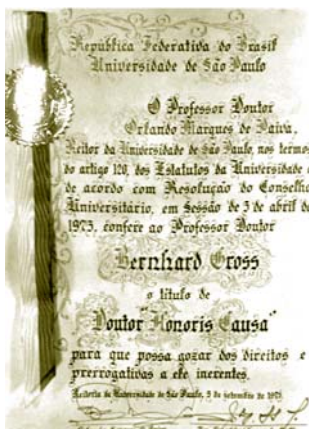 República Federativa do Brasil
Universidade de São Paulo
O Professor Doutor
Orlando Marques de Paiva,
Reitor da Universidade de São Paulo, nos termos
do artigo 120, dos Estatutos da Universidade e
de acordo com Resolução do Conselho
Universitário, em Sessão de 3 de abril de
1973, confere ao Professor Doutor
Bernhard Gross
o título de
Doutor "Honoris Causa"
para que possa gozar dos direitos e
prerrogativas a ele inerentes.
Reitoria da Universidade de São Paulo, de setembro de